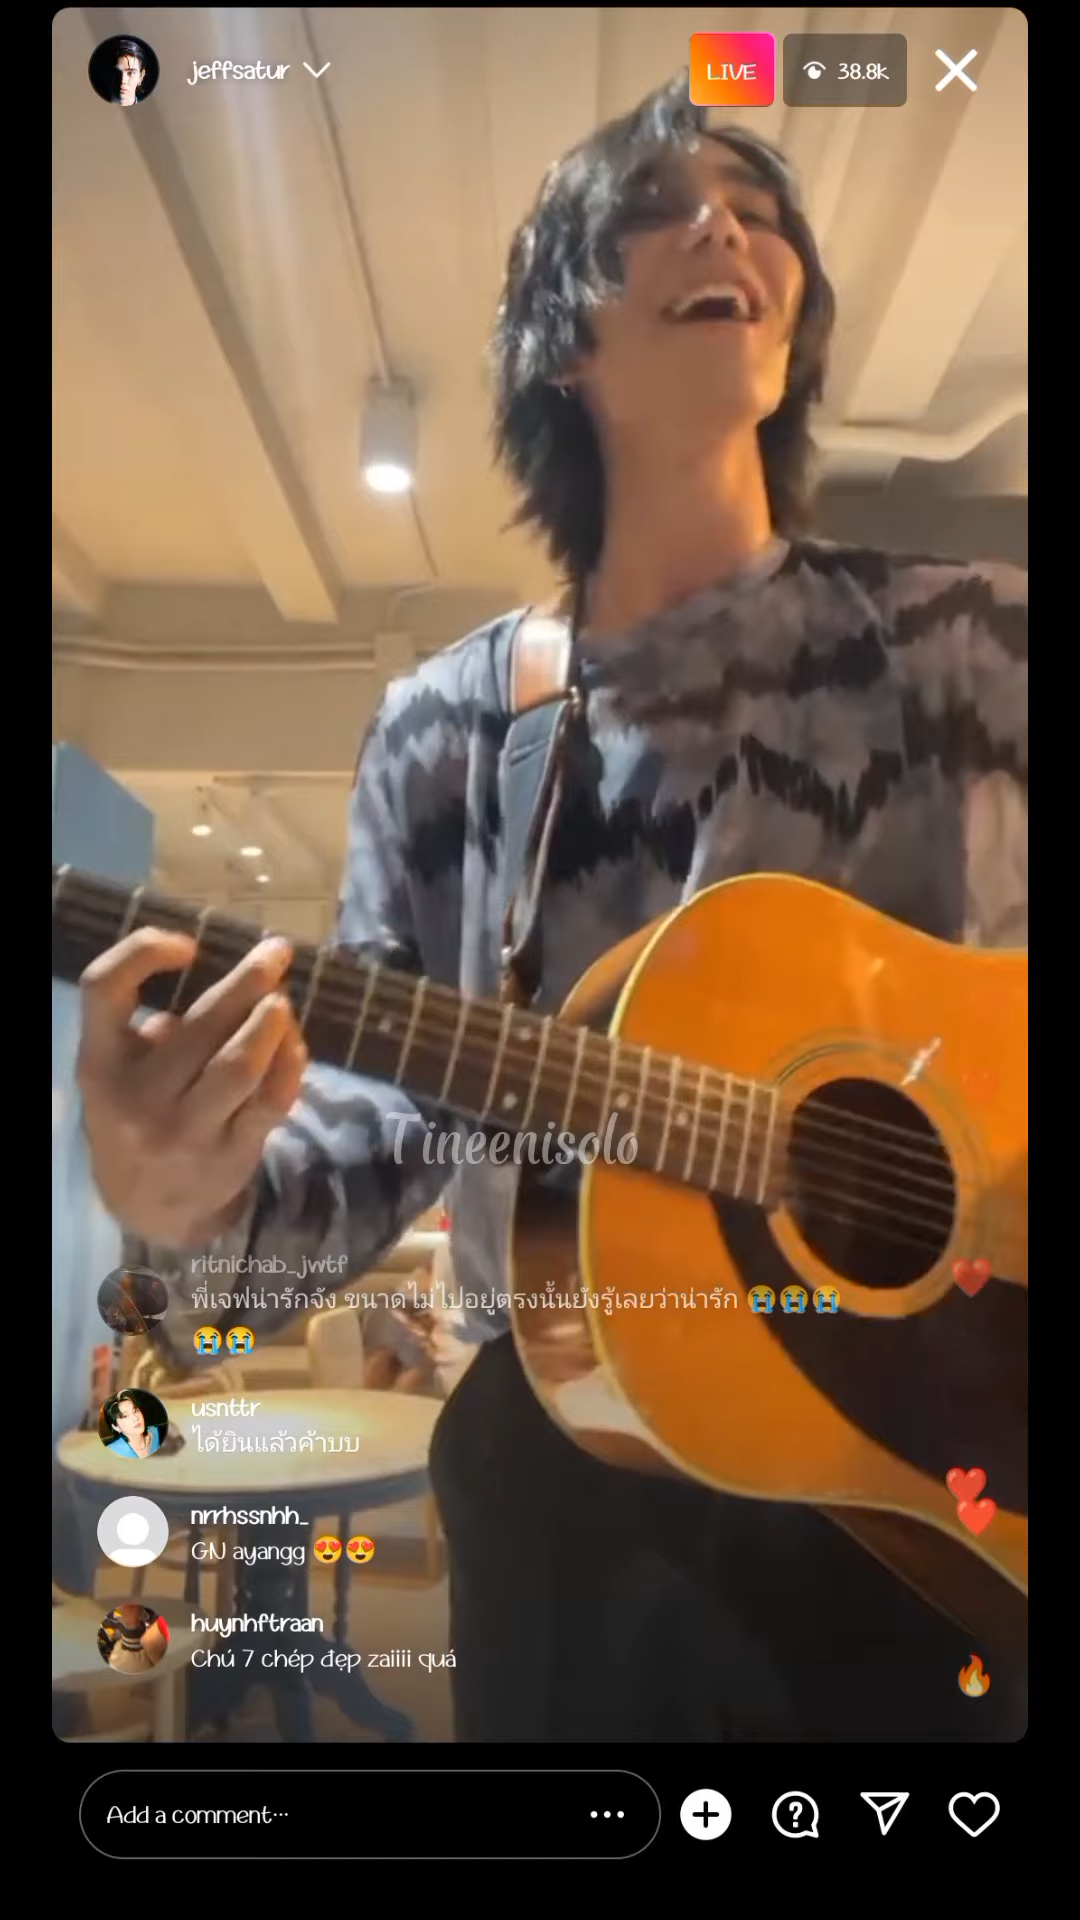 jeffsatur
LIVE
38.8K
Tineenisolo
ritnichab_jwtf
พี่เจฟน่ารักจัง ขนาดไม่ไปอยู่ตรงนั้นยังรู้เลยว่าน่ารัก 😭😭😭
😭😭
usnttr
ได้ยินแล้วค้าบบ
nrrhssnhh_
GN ayangg 😍😍
huynhftraan
Chú 7 chép đẹp zaiiii quá
Add a comment...